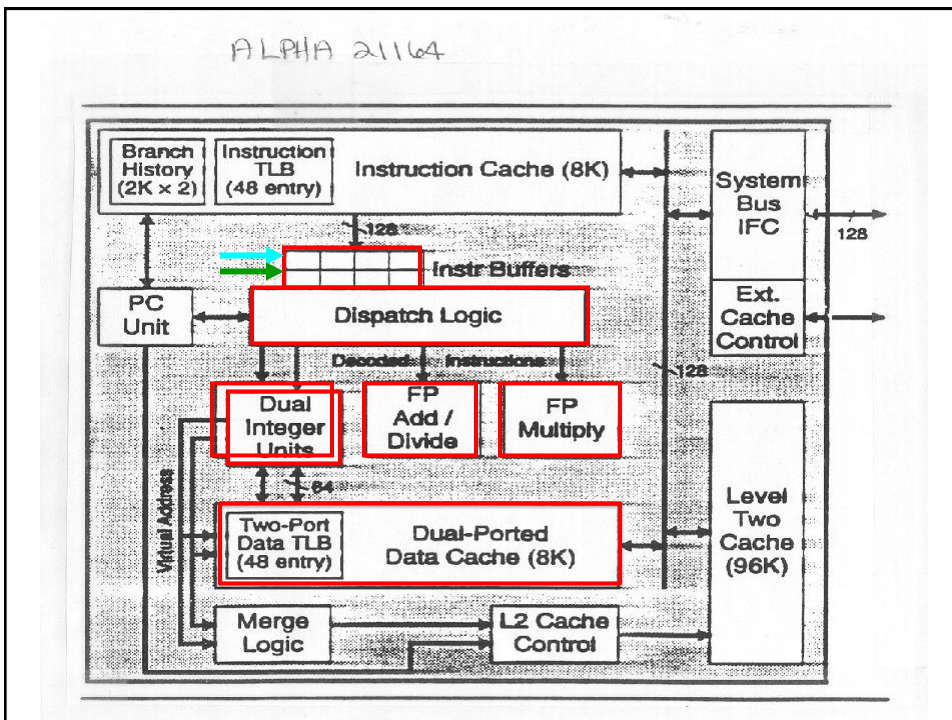 ALPHA 21164
Branch
History
(2K × 2)
Instruction
TLB
(48 entry)
Instruction Cache (8K)
System
Bus
IFC
128
128
Instr Buffers
PC
Unit
Dispatch Logic
Ext.
Cache
Control
Decoded Instructions
128
Dual
Integer
Units
FP
Add /
Divide
FP
Multiply
64
Virtual Address
Two-Port
Data TLB
(48 entry)
Dual-Ported
Data Cache (8K)
Level
Two
Cache
(96K)
Merge
Logic
L2 Cache
Control